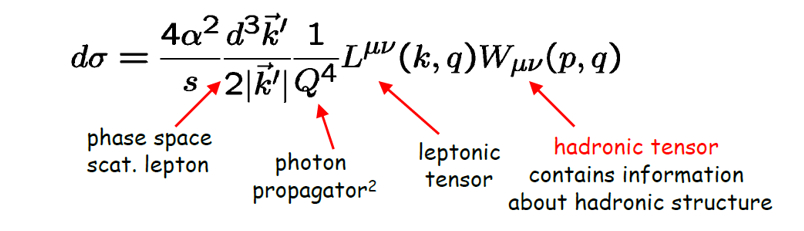 dσ = 4α² / s d³k⃗′ / 2|k⃗′| 1 / Q⁴ L^μν (k, q) W_μν (p, q)
phase space
scat. lepton
photon
propagator²
leptonic
tensor
hadronic tensor
contains information
about hadronic structure